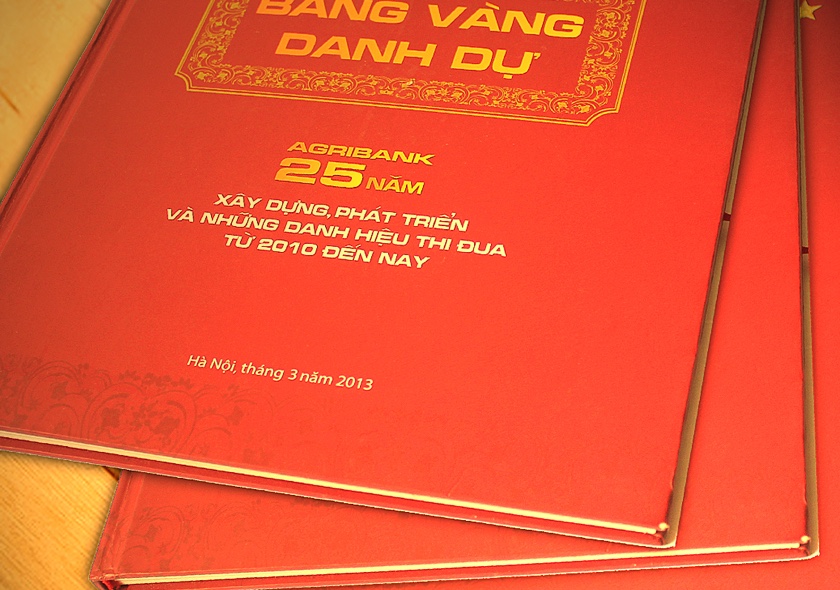 BẢNG VÀNG
DANH DỰ
AGRIBANK
25 NĂM
XÂY DỰNG, PHÁT TRIỂN
VÀ NHỮNG DANH HIỆU THI ĐUA
TỪ 2010 ĐẾN NAY
Hà Nội, tháng 3 năm 2013